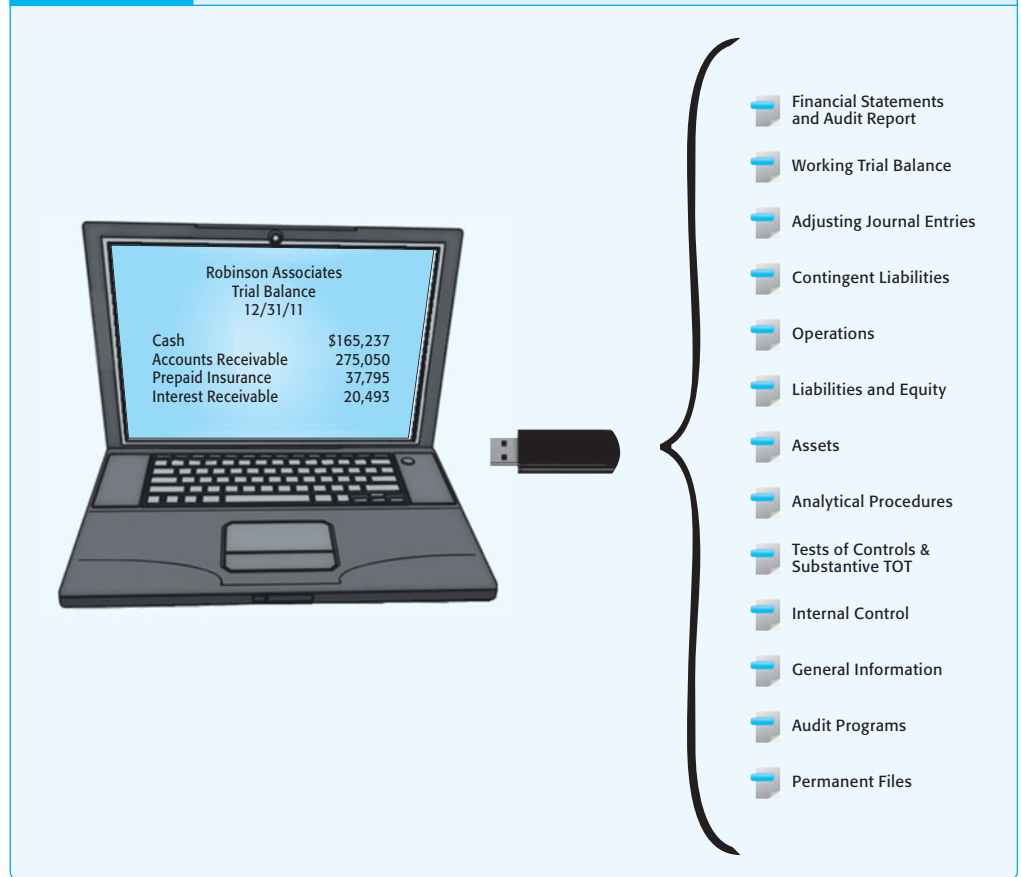 Robinson Associates
Trial Balance
12/31/11
Cash $165,237
Accounts Receivable 275,050
Prepaid Insurance 37,795
Interest Receivable 20,493
Financial Statements
and Audit Report
Working Trial Balance
Adjusting Journal Entries
Contingent Liabilities
Operations
Liabilities and Equity
Assets
Analytical Procedures
Tests of Controls &
Substantive TOT
Internal Control
General Information
Audit Programs
Permanent Files